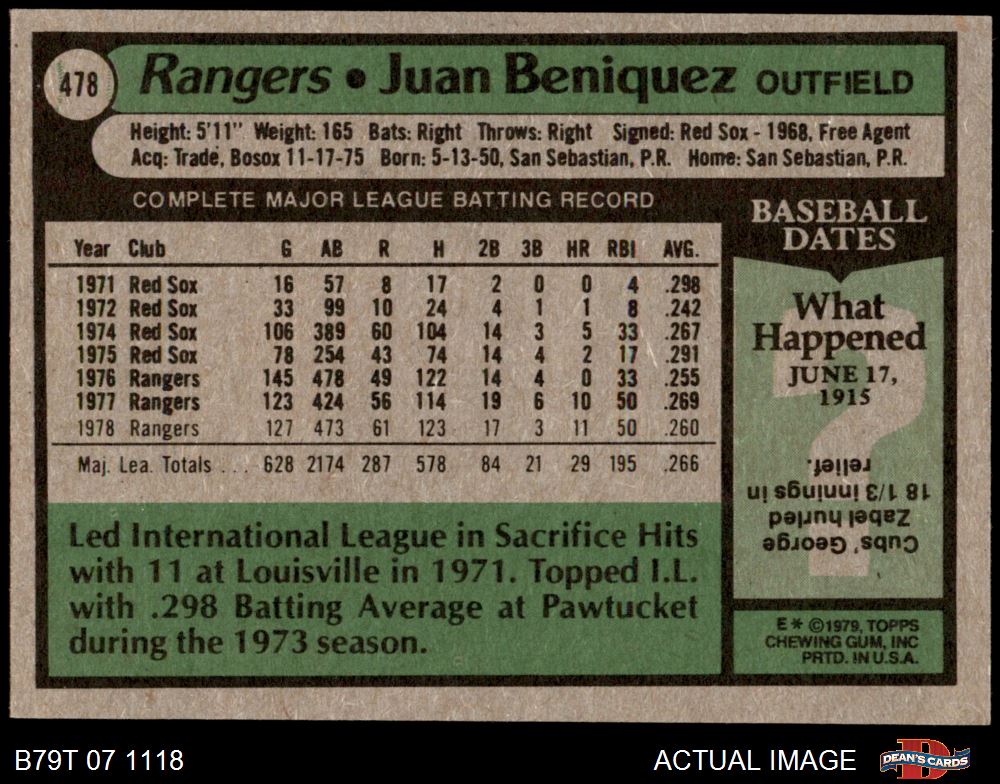 478
Rangers • Juan Beniquez OUTFIELD
Height: 5'11" Weight: 165 Bats: Right Throws: Right Signed: Red Sox - 1968, Free Agent
Acq: Trade, Bosox 11-17-75 Born: 5-13-50, San Sebastian, P.R. Home: San Sebastian, P.R.
COMPLETE MAJOR LEAGUE BATTING RECORD
Year Club G AB R H 2B 3B HR RBI AVG.
1971 Red Sox 16 57 8 17 2 0 0 4 .298
1972 Red Sox 33 99 10 24 4 1 1 8 .242
1974 Red Sox 106 389 60 104 14 3 5 33 .267
1975 Red Sox 78 254 43 74 14 4 2 17 .291
1976 Rangers 145 478 49 122 14 4 0 33 .255
1977 Rangers 123 424 56 114 19 6 10 50 .269
1978 Rangers 127 473 61 123 17 3 11 50 .260
Maj. Lea. Totals ... 628 2174 287 578 84 21 29 195 .266
Led International League in Sacrifice Hits
with 11 at Louisville in 1971. Topped I.L.
with .298 Batting Average at Pawtucket
during the 1973 season.
BASEBALL
DATES
What
Happened
JUNE 17,
1915
?
Cubs' George
Zabel hurled
18 1/3 innings in
relief.
E * ©1979, TOPPS
CHEWING GUM, INC
PRTD. IN U.S.A.
B79T 07 1118
ACTUAL IMAGE
D
DEAN'S CARDS